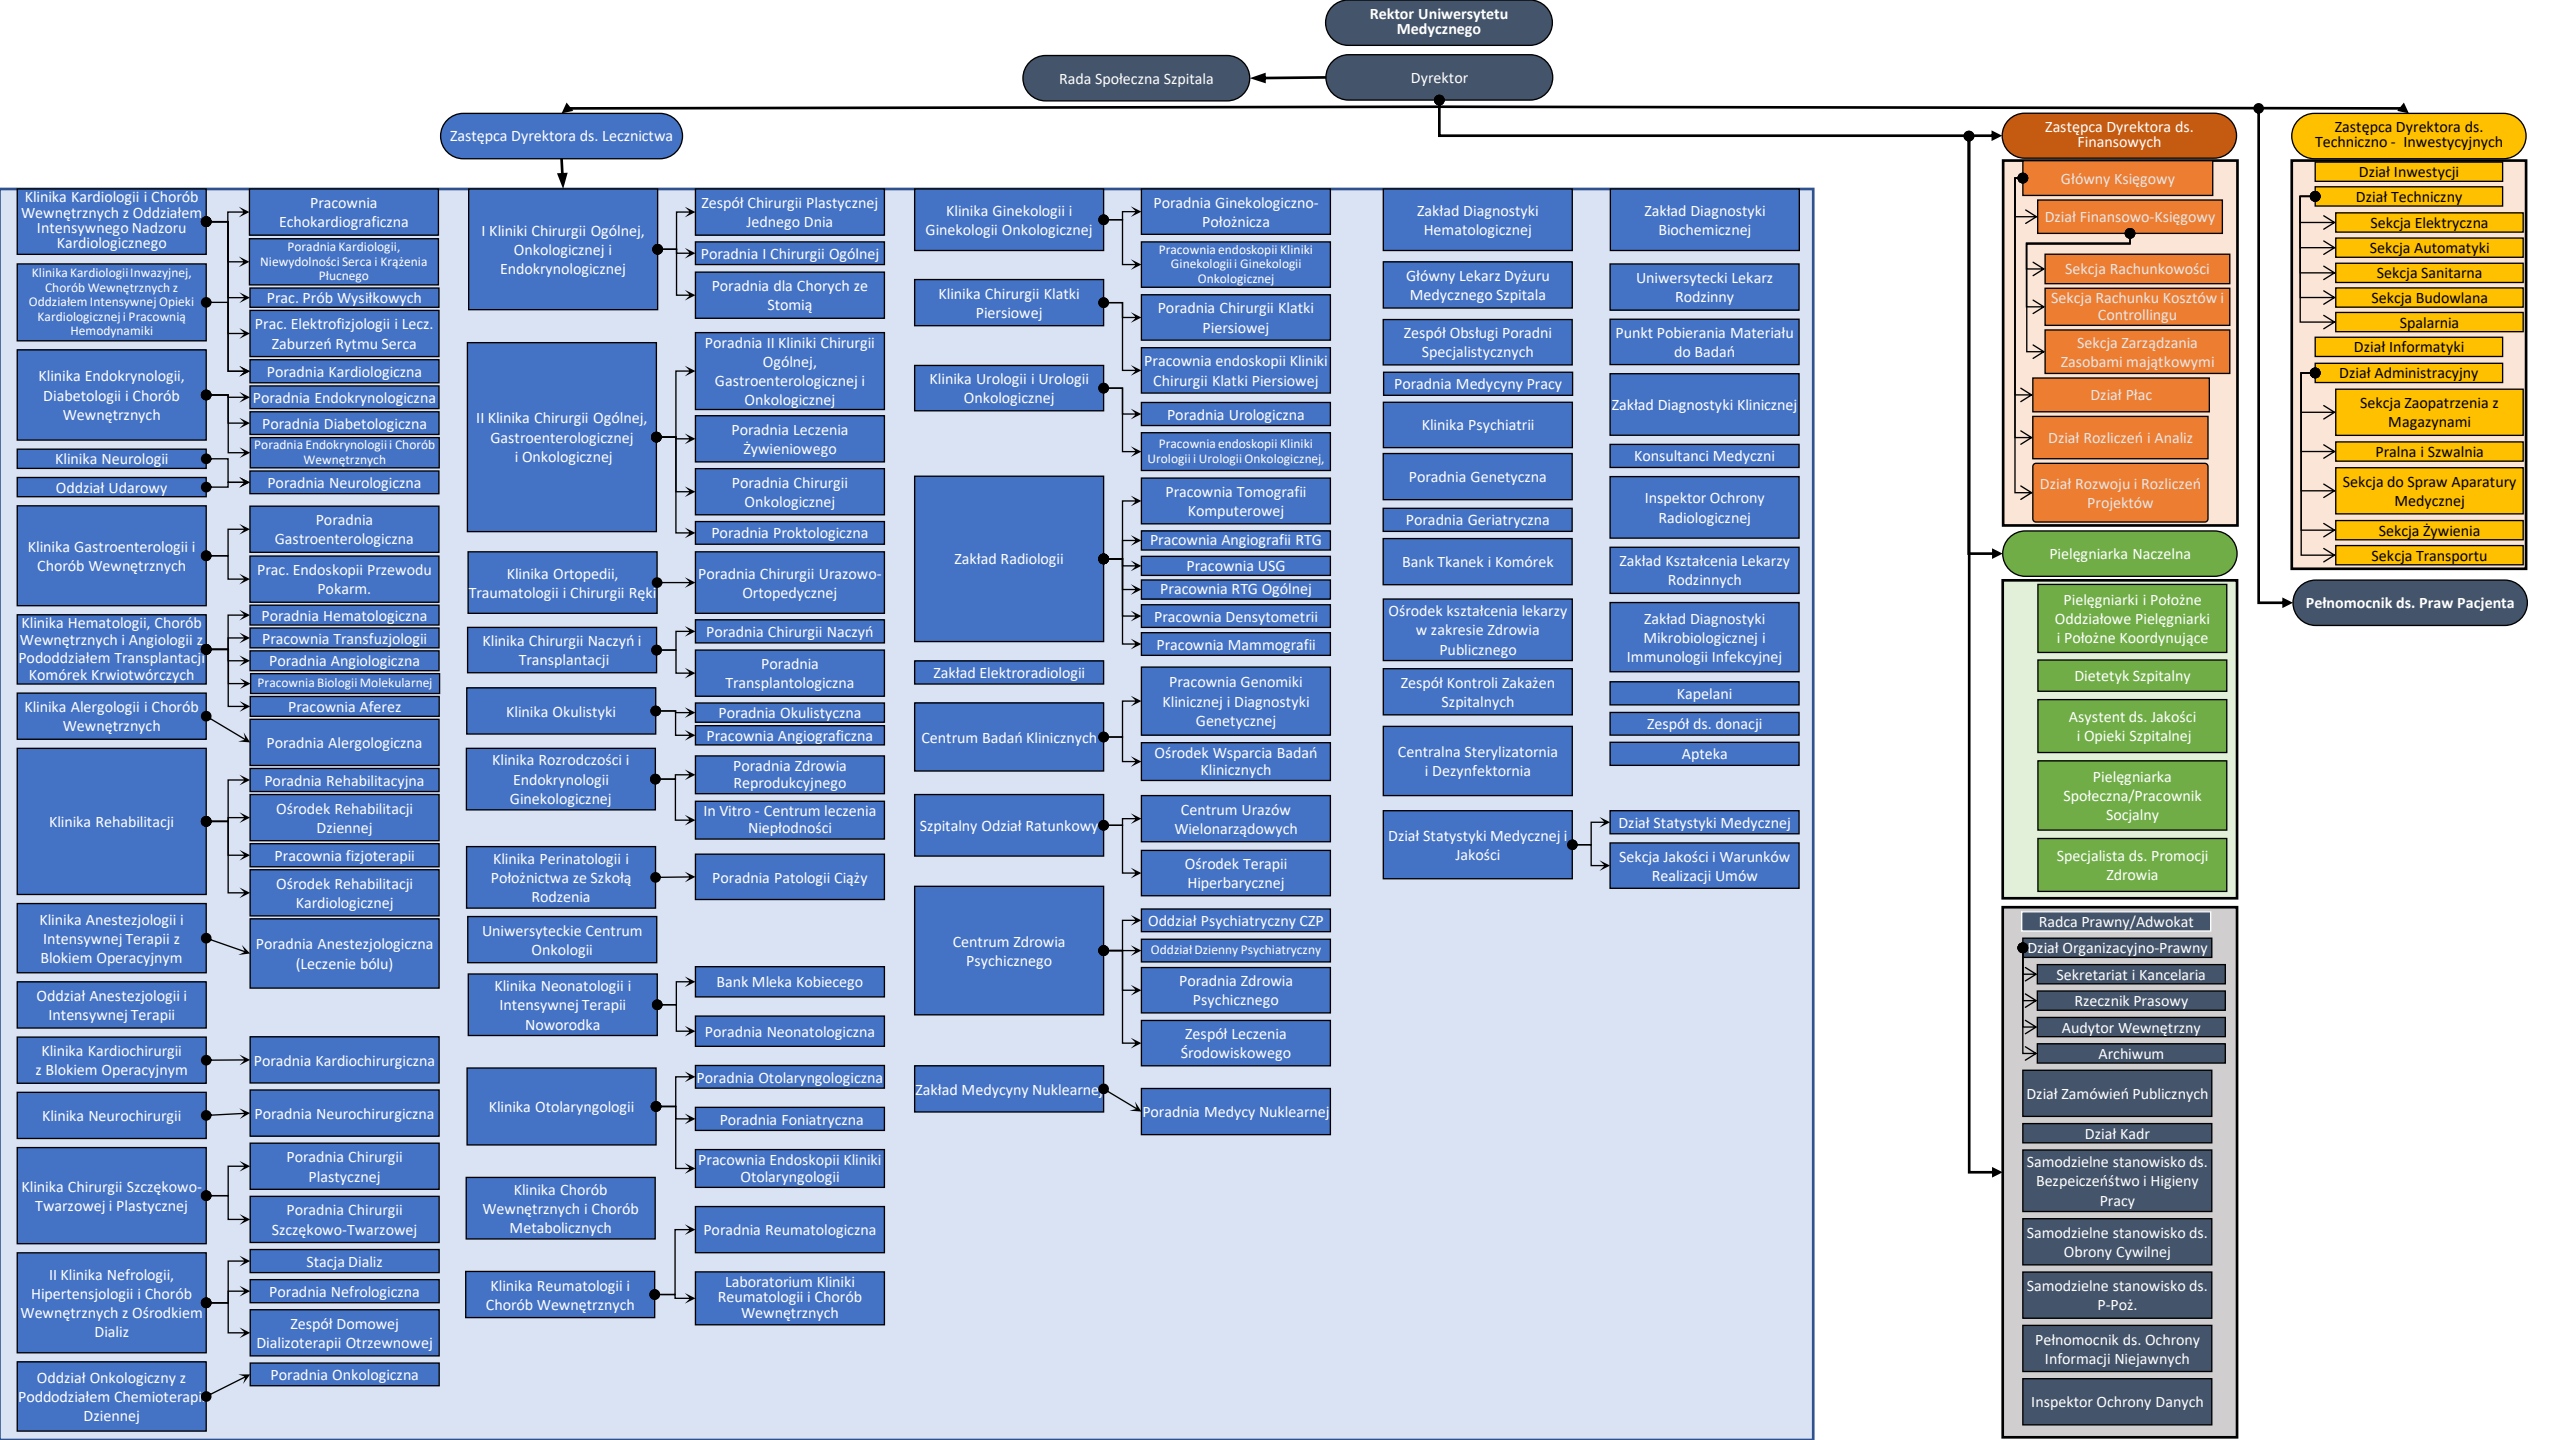 Rektor Uniwersytetu
Medycznego
Rada Społeczna Szpitala
Dyrektor
Zastępca Dyrektora ds. Lecznictwa
Zastępca Dyrektora ds.
Finansowych
Zastępca Dyrektora ds.
Techniczno - Inwestycyjnych
Klinika Kardiologii i Chorób
Wewnętrznych z Oddziałem
Intensywnego Nadzoru
Kardiologicznego
Klinika Kardiologii Inwazyjnej,
Chorób Wewnętrznych z
Oddziałem Intensywnej Opieki
Kardiologicznej i Pracownią
Hemodynamiki
Klinika Endokrynologii,
Diabetologii i Chorób
Wewnętrznych
Klinika Neurologii
Oddział Udarowy
Klinika Gastroenterologii i
Chorób Wewnętrznych
Klinika Hematologii, Chorób
Wewnętrznych i Angiologii z
Pododdziałem Transplantacji
Komórek Krwiotwórczych
Klinika Alergologii i Chorób
Wewnętrznych
Klinika Rehabilitacji
Klinika Anestezjologii i
Intensywnej Terapii z
Blokiem Operacyjnym
Oddział Anestezjologii i
Intensywnej Terapii
Klinika Kardiochirurgii
z Blokiem Operacyjnym
Klinika Neurochirurgii
Klinika Chirurgii Szczękowo-
Twarzowej i Plastycznej
II Klinika Nefrologii,
Hipertensjologii i Chorób
Wewnętrznych z Ośrodkiem
Dializ
Oddział Onkologiczny z
Poddodziałem Chemioterapi
Dziennej
Pracownia
Echokardiograficzna
Poradnia Kardiologii,
Niewydolności Serca i Krążenia
Płucnego
Prac. Prób Wysiłkowych
Prac. Elektrofizjologii i Lecz.
Zaburzeń Rytmu Serca
Poradnia Kardiologiczna
Poradnia Endokrynologiczna
Poradnia Diabetologiczna
Poradnia Endokrynologii i Chorób
Wewnętrznych
Poradnia Neurologiczna
Poradnia
Gastroenterologiczna
Prac. Endoskopii Przewodu
Pokarm.
Poradnia Hematologiczna
Pracownia Transfuzjologii
Poradnia Angiologiczna
Pracownia Biologii Molekularnej
Pracownia Aferez
Poradnia Alergologiczna
Poradnia Rehabilitacyjna
Ośrodek Rehabilitacji
Dziennej
Pracownia fizjoterapii
Ośrodek Rehabilitacji
Kardiologicznej
Poradnia Anestezjologiczna
(Leczenie bólu)
Poradnia Kardiochirurgiczna
Poradnia Neurochirurgiczna
Poradnia Chirurgii
Plastycznej
Poradnia Chirurgii
Szczękowo-Twarzowej
Stacja Dializ
Poradnia Nefrologiczna
Zespół Domowej
Dializoterapii Otrzewnowej
Poradnia Onkologiczna
I Kliniki Chirurgii Ogólnej,
Onkologicznej i
Endokrynologicznej
II Klinika Chirurgii Ogólnej,
Gastroenterologicznej
i Onkologicznej
Klinika Ortopedii,
Traumatologii i Chirurgii Ręki
Klinika Chirurgii Naczyń i
Transplantacji
Klinika Okulistyki
Klinika Rozrodczości i
Endokrynologii
Ginekologicznej
Klinika Perinatologii i
Położnictwa ze Szkołą
Rodzenia
Uniwersyteckie Centrum
Onkologii
Klinika Neonatologii i
Intensywnej Terapii
Noworodka
Klinika Otolaryngologii
Klinika Chorób
Wewnętrznych i Chorób
Metabolicznych
Klinika Reumatologii i
Chorób Wewnętrznych
Zespół Chirurgii Plastycznej
Jednego Dnia
Poradnia I Chirurgii Ogólnej
Poradnia dla Chorych ze
Stomią
Poradnia II Kliniki Chirurgii
Ogólnej,
Gastroenterologicznej i
Onkologicznej
Poradnia Leczenia
Żywieniowego
Poradnia Chirurgii
Onkologicznej
Poradnia Proktologiczna
Poradnia Chirurgii Urazowo-
Ortopedycznej
Poradnia Chirurgii Naczyń
Poradnia
Transplantologiczna
Poradnia Okulistyczna
Pracownia Angiograficzna
Poradnia Zdrowia
Reprodukcyjnego
In Vitro - Centrum leczenia
Niepłodności
Poradnia Patologii Ciąży
Bank Mleka Kobiecego
Poradnia Neonatologiczna
Poradnia Otolaryngologiczna
Poradnia Foniatryczna
Pracownia Endoskopii Kliniki
Otolaryngologii
Poradnia Reumatologiczna
Laboratorium Kliniki
Reumatologii i Chorób
Wewnętrznych
Klinika Ginekologii i
Ginekologii Onkologicznej
Klinika Chirurgii Klatki
Piersiowej
Klinika Urologii i Urologii
Onkologicznej
Zakład Radiologii
Zakład Elektroradiologii
Centrum Badań Klinicznych
Szpitalny Odział Ratunkowy
Centrum Zdrowia
Psychicznego
Zakład Medycyny Nuklearnej
Poradnia Ginekologiczno-
Położnicza
Pracownia endoskopii Kliniki
Ginekologii i Ginekologii
Onkologicznej
Poradnia Chirurgii Klatki
Piersiowej
Pracownia endoskopii Kliniki
Chirurgii Klatki Piersiowej
Poradnia Urologiczna
Pracownia endoskopii Kliniki
Urologii i Urologii Onkologicznej,
Pracownia Tomografii
Komputerowej
Pracownia Angiografii RTG
Pracownia USG
Pracownia RTG Ogólnej
Pracownia Densytometrii
Pracownia Mammografii
Pracownia Genomiki
Klinicznej i Diagnostyki
Genetycznej
Ośrodek Wsparcia Badań
Klinicznych
Centrum Urazów
Wielonarządowych
Ośrodek Terapii
Hiperbarycznej
Oddział Psychiatryczny CZP
Oddział Dzienny Psychiatryczny
Poradnia Zdrowia
Psychicznego
Zespół Leczenia
Środowiskowego
Poradnia Medycy Nuklearnej
Zakład Diagnostyki
Hematologicznej
Główny Lekarz Dyżuru
Medycznego Szpitala
Zespół Obsługi Poradni
Specjalistycznych
Poradnia Medycyny Pracy
Klinika Psychiatrii
Poradnia Genetyczna
Poradnia Geriatryczna
Bank Tkanek i Komórek
Ośrodek kształcenia lekarzy
w zakresie Zdrowia
Publicznego
Zespół Kontroli Zakażen
Szpitalnych
Centralna Sterylizatornia
i Dezynfektornia
Dział Statystyki Medycznej i
Jakości
Zakład Diagnostyki
Biochemicznej
Uniwersytecki Lekarz
Rodzinny
Punkt Pobierania Materiału
do Badań
Zakład Diagnostyki Klinicznej
Konsultanci Medyczni
Inspektor Ochrony
Radiologicznej
Zakład Kształcenia Lekarzy
Rodzinnych
Zakład Diagnostyki
Mikrobiologicznej i
Immunologii Infekcyjnej
Kapelani
Zespół ds. donacji
Apteka
Dział Statystyki Medycznej
Sekcja Jakości i Warunków
Realizacji Umów
Główny Księgowy
Dział Finansowo-Księgowy
Sekcja Rachunkowości
Sekcja Rachunku Kosztów i
Controllingu
Sekcja Zarządzania
Zasobami majątkowymi
Dział Płac
Dział Rozliczeń i Analiz
Dział Rozwoju i Rozliczeń
Projektów
Pielęgniarka Naczelna
Pielęgniarki i Położne
Oddziałowe Pielęgniarki
i Położne Koordynujące
Dietetyk Szpitalny
Asystent ds. Jakości
i Opieki Szpitalnej
Pielęgniarka
Społeczna/Pracownik
Socjalny
Specjalista ds. Promocji
Zdrowia
Radca Prawny/Adwokat
Dział Organizacyjno-Prawny
Sekretariat i Kancelaria
Rzecznik Prasowy
Audytor Wewnętrzny
Archiwum
Dział Zamówień Publicznych
Dział Kadr
Samodzielne stanowisko ds.
Bezpeiczeńśtwo i Higieny
Pracy
Samodzielne stanowisko ds.
Obrony Cywilnej
Samodzielne stanowisko ds.
P-Poż.
Pełnomocnik ds. Ochrony
Informacji Niejawnych
Inspektor Ochrony Danych
Dział Inwestycji
Dział Techniczny
Sekcja Elektryczna
Sekcja Automatyki
Sekcja Sanitarna
Sekcja Budowlana
Spalarnia
Dział Informatyki
Dział Administracyjny
Sekcja Zaopatrzenia z
Magazynami
Pralna i Szwalnia
Sekcja do Spraw Aparatury
Medycznej
Sekcja Żywienia
Sekcja Transportu
Pełnomocnik ds. Praw Pacjenta